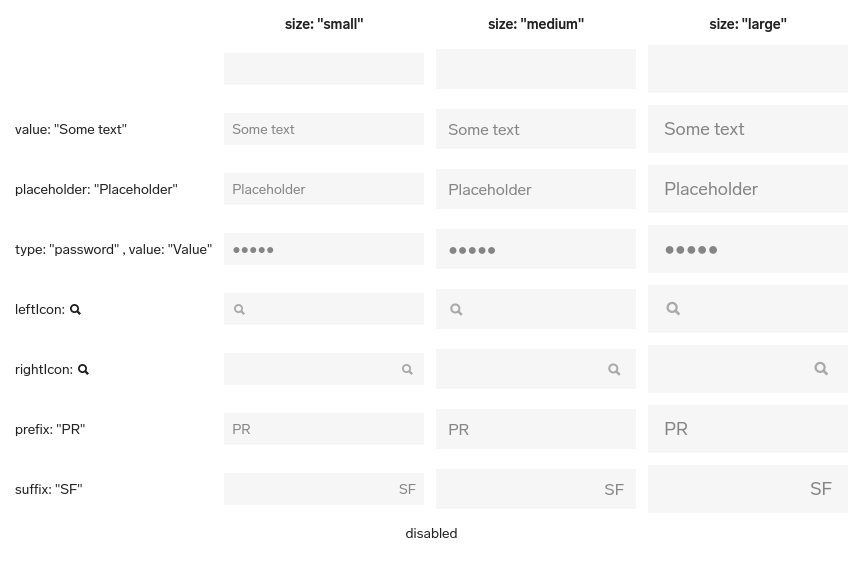 size: "small" size: "medium" size: "large"
value: "Some text" Some text Some text Some text
placeholder: "Placeholder" Placeholder Placeholder Placeholder
type: "password" , value: "Value" ●●●●● ●●●●● ●●●●●
leftIcon:
rightIcon:
prefix: "PR" PR PR PR
suffix: "SF" SF SF SF
disabled